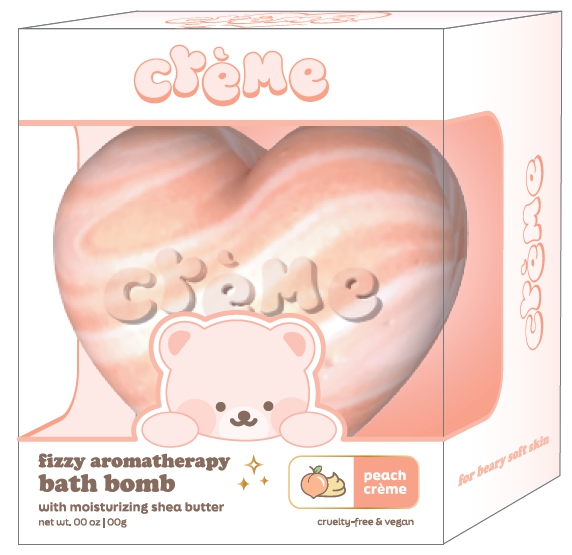 crème
crème
crème
fizzy aromatherapy
bath bomb
with moisturizing shea butter
net wt. 00 oz | 00g
peach
crème
cruelty-free & vegan
for beary soft skin